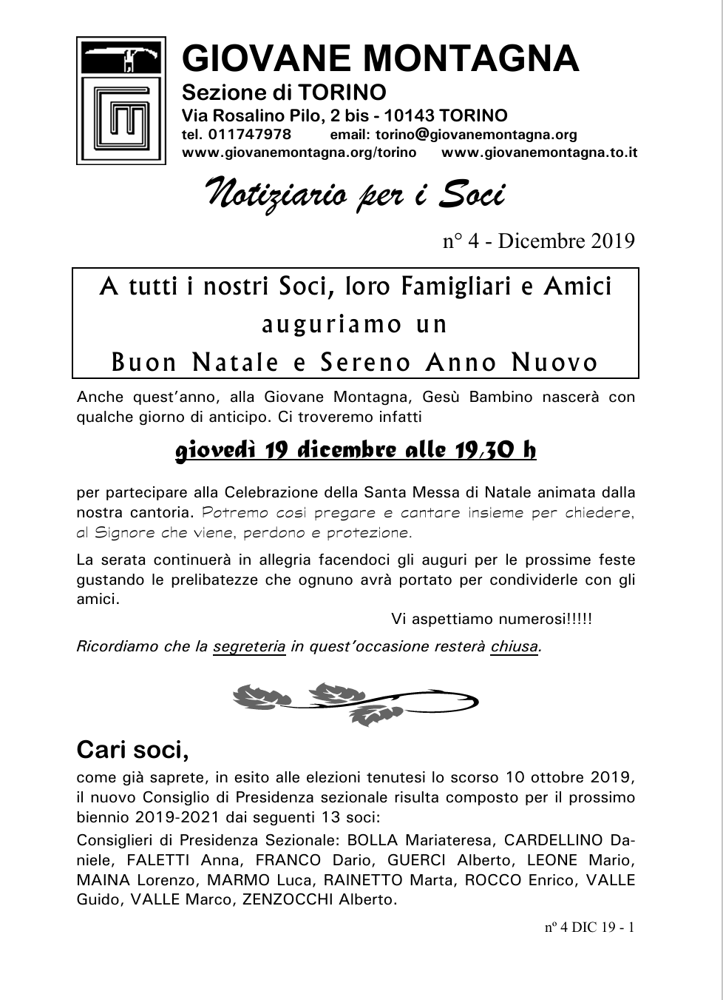 GIOVANE MONTAGNA
Sezione di TORINO
Via Rosalino Pilo, 2 bis - 10143 TORINO
tel. 011747978 email: torino@giovanemontagna.org
www.giovanemontagna.org/torino www.giovanemontagna.to.it
Notiziario per i Soci
n° 4 - Dicembre 2019
A tutti i nostri Soci, loro Famigliari e Amici
auguriamo un
Buon Natale e Sereno Anno Nuovo
Anche quest’anno, alla Giovane Montagna, Gesù Bambino nascerà con
qualche giorno di anticipo. Ci troveremo infatti
giovedì 19 dicembre alle 19,30 h
per partecipare alla Celebrazione della Santa Messa di Natale animata dalla
nostra cantoria. Potremo cosi pregare e cantare insieme per chiedere,
al Signore che viene, perdono e protezione.
La serata continuerà in allegria facendoci gli auguri per le prossime feste
gustando le prelibatezze che ognuno avrà portato per condividerle con gli
amici.
Vi aspettiamo numerosi!!!!!
Ricordiamo che la segreteria in quest’occasione resterà chiusa.
Cari soci,
come già saprete, in esito alle elezioni tenutesi lo scorso 10 ottobre 2019,
il nuovo Consiglio di Presidenza sezionale risulta composto per il prossimo
biennio 2019-2021 dai seguenti 13 soci:
Consiglieri di Presidenza Sezionale: BOLLA Mariateresa, CARDELLINO Da-
niele, FALETTI Anna, FRANCO Dario, GUERCI Alberto, LEONE Mario,
MAINA Lorenzo, MARMO Luca, RAINETTO Marta, ROCCO Enrico, VALLE
Guido, VALLE Marco, ZENZOCCHI Alberto.
nº 4 DIC 19 - 1